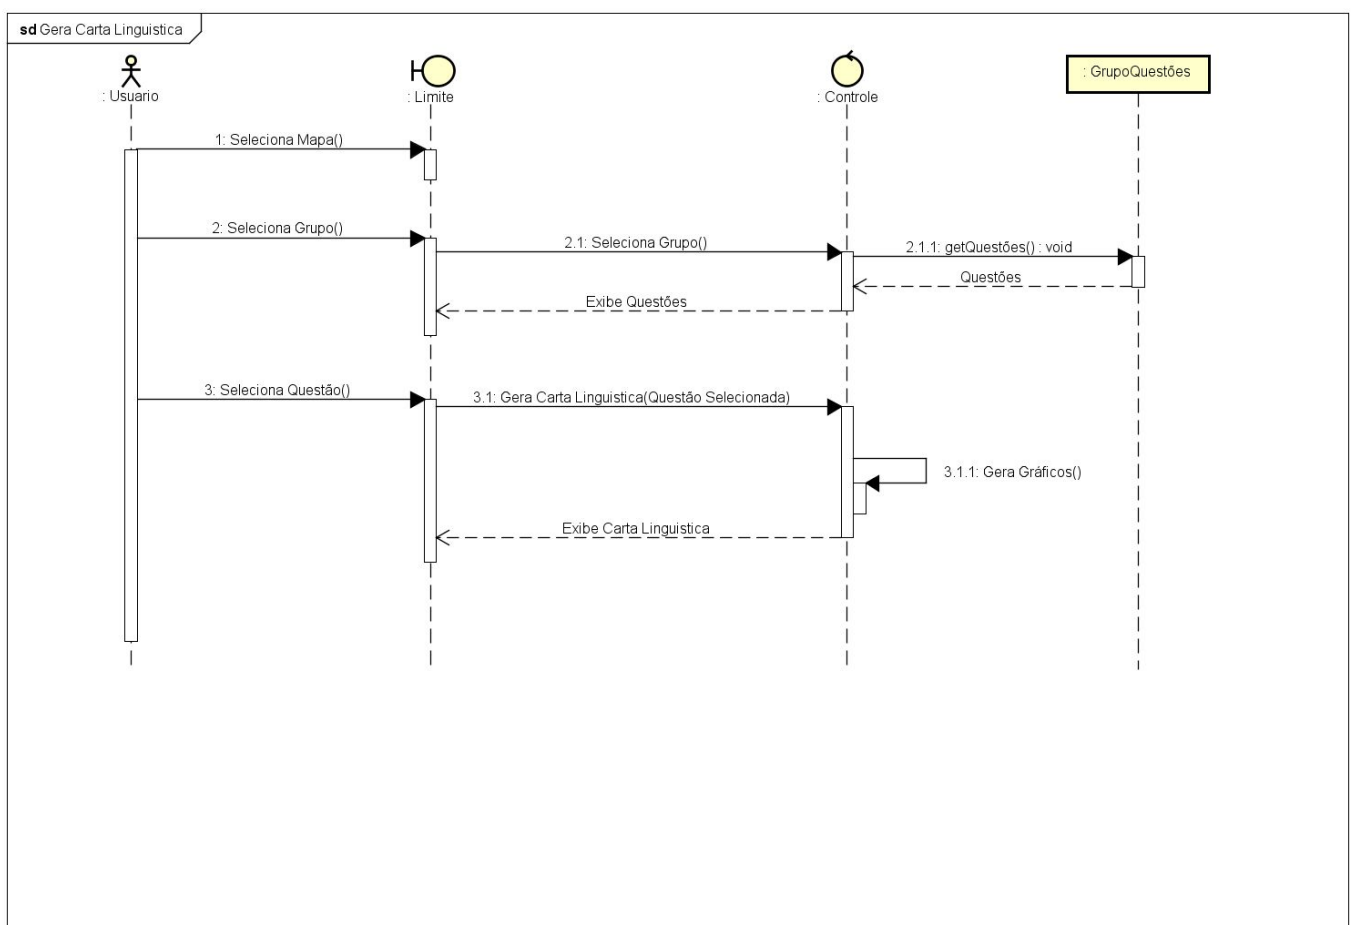 sd Gera Carta Linguistica
: Usuario
: Limite
: Controle
: GrupoQuestões
1: Seleciona Mapa()
2: Seleciona Grupo()
2.1: Seleciona Grupo()
2.1.1: getQuestões() : void
Questões
Exibe Questões
3: Seleciona Questão()
3.1: Gera Carta Linguistica(Questão Selecionada)
3.1.1: Gera Gráficos()
Exibe Carta Linguistica